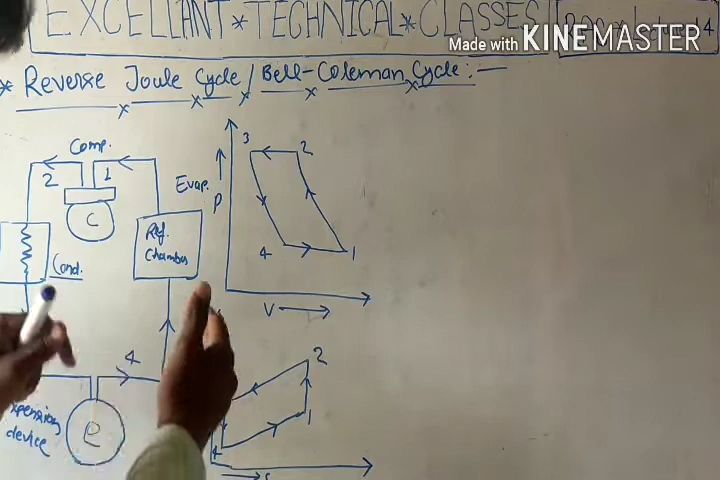 EXCELLANT * TECHNICAL * CLASSES
Made with KINEMASTER
* Reverse Joule Cycle / Bell-Coleman Cycle :-
Comp.
2
1
C
Evap.
Ref.
Chamber
Cond.
4
e
device
3
2
P
4
1
V
2
1
4
s